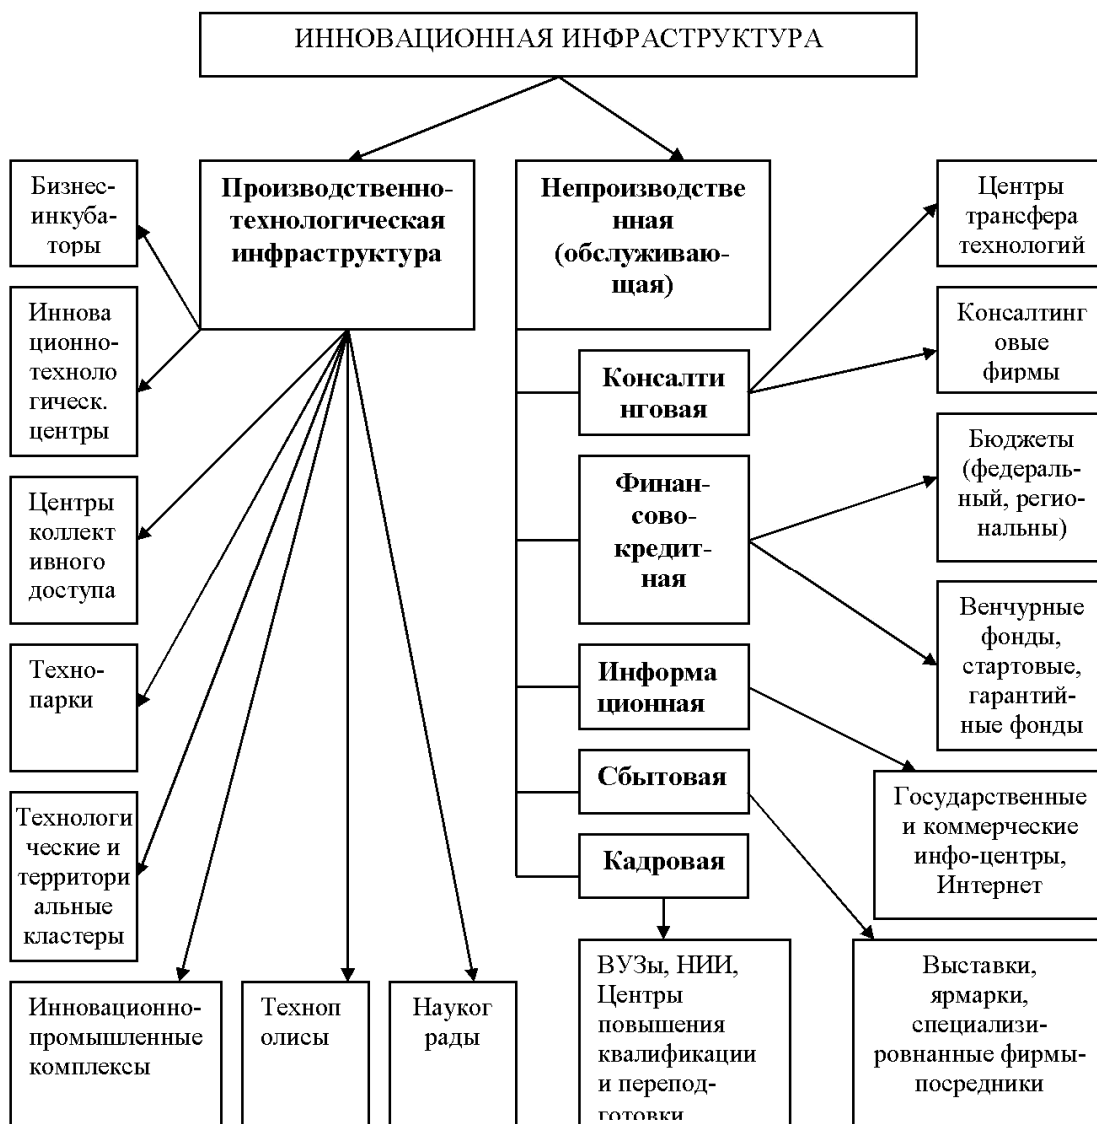 ИННОВАЦИОННАЯ ИНФРАСТРУКТУРА
Бизнес-
инкуба-
торы
Производственно-
технологическая
инфраструктура
Непроизводстве
нная
(обслуживаю-
щая)
Центры
трансфера
технологий
Иннова
ционно-
техноло
гическ.
центры
Консалтинг
овые
фирмы
Консалти
нговая
Бюджеты
(федераль-
ный, регио-
нальны)
Финан-
сово-
кредит-
ная
Центры
коллект
ивного
доступа
Венчурные
фонды,
стартовые,
гарантий-
ные фонды
Техно-
парки
Информа
ционная
Сбытовая
Государственные
и коммерческие
инфо-центры,
Интернет
Технологи
ческие и
территори
альные
кластеры
Кадровая
Инновационно-
промышленные
комплексы
Техноп
олисы
Науког
рады
ВУЗы, НИИ,
Центры
повышения
квалификации
и переподг-
готовки
Выставки,
ярмарки,
специализи-
ровнанные фирмы-
посредники